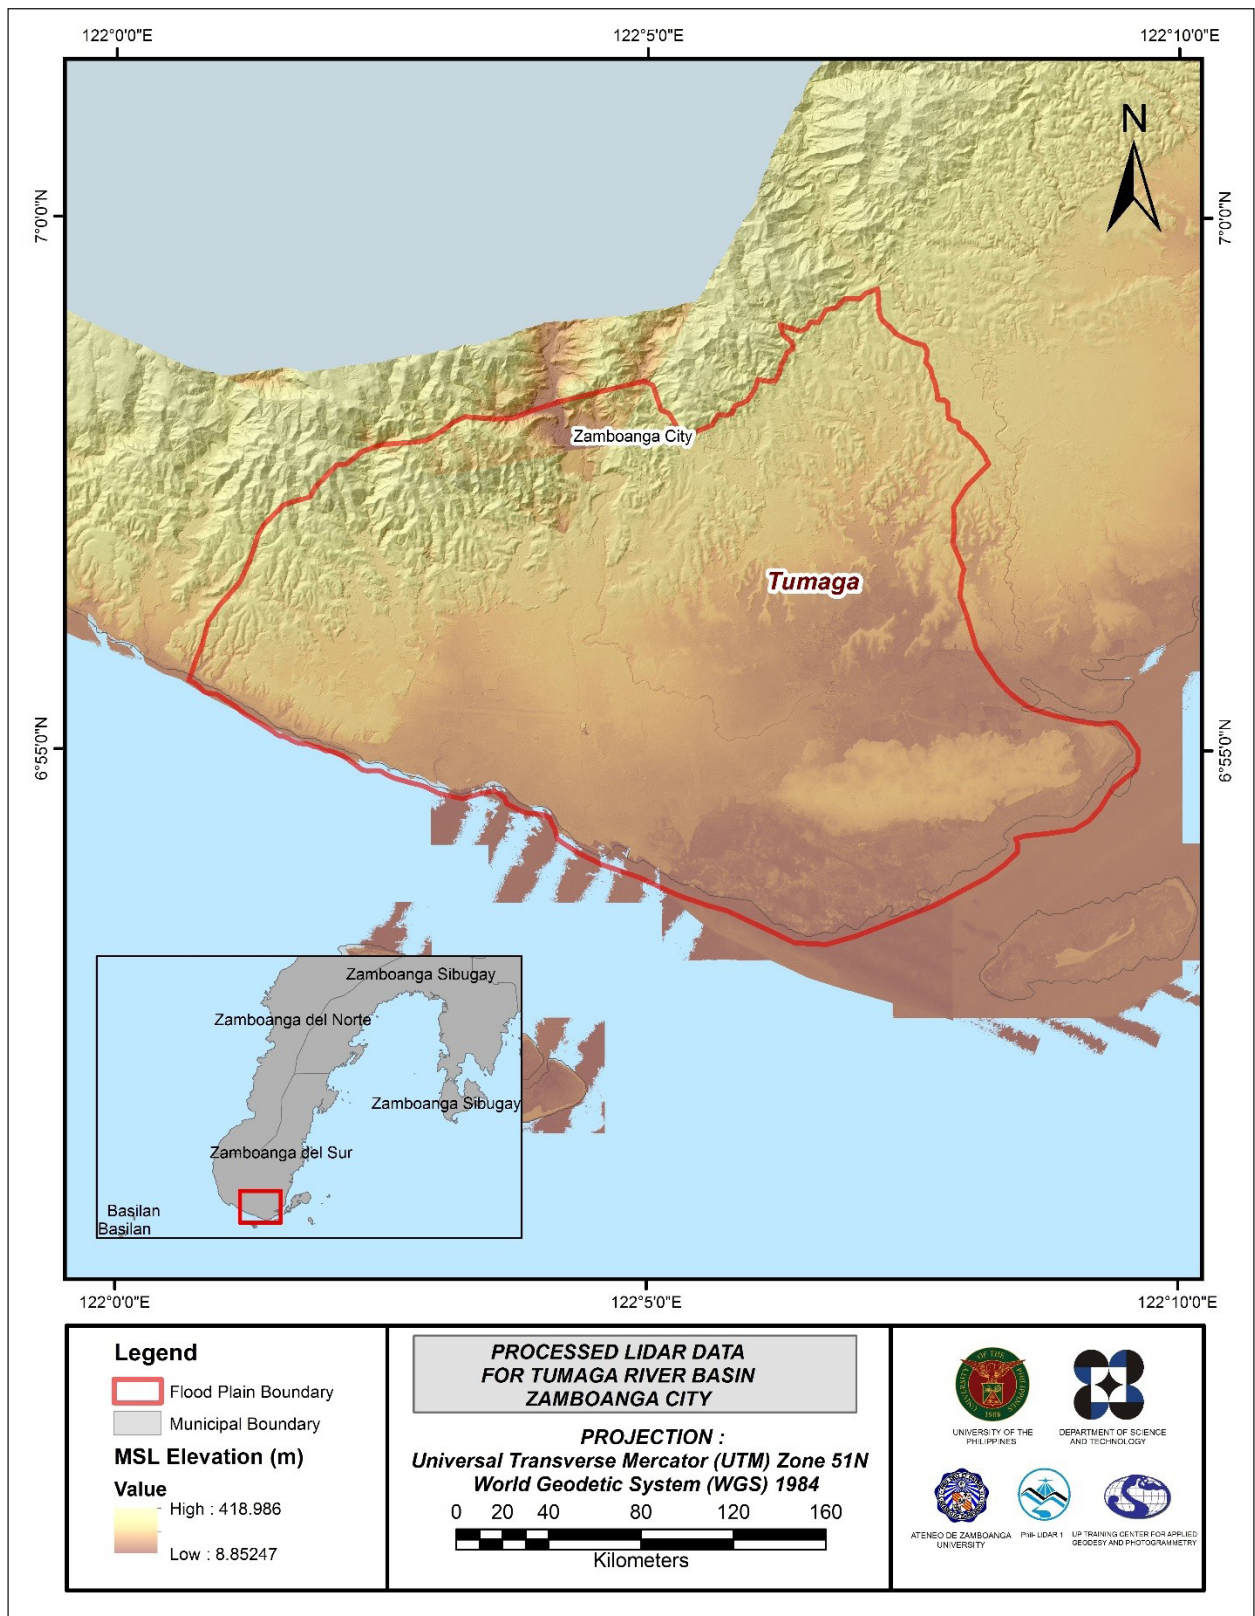 122°0'0"E
122°5'0"E
122°10'0"E
N
7°0'0"N
7°0'0"N
Zamboanga City
Tumaga
6°55'0"N
6°55'0"N
Zamboanga Sibugay
Zamboanga del Norte
Zamboanga Sibugay
Zamboanga del Sur
Basilan
Basilan
122°0'0"E
122°5'0"E
122°10'0"E
Legend
Flood Plain Boundary
Municipal Boundary
MSL Elevation (m)
Value
High : 418.986
Low : 8.85247
PROCESSED LIDAR DATA
FOR TUMAGA RIVER BASIN
ZAMBOANGA CITY
PROJECTION :
Universal Transverse Mercator (UTM) Zone 51N
World Geodetic System (WGS) 1984
0 20 40 80 120 160
Kilometers
UNIVERSITY OF THE PHILIPPINES
1908
UNIVERSITY OF THE
PHILIPPINES
DEPARTMENT OF SCIENCE
AND TECHNOLOGY
ATENEO DE ZAMBOANGA
UNIVERSITY
Phil-LiDAR 1
UP TRAINING CENTER FOR APPLIED
GEODESY AND PHOTOGRAMMETRY